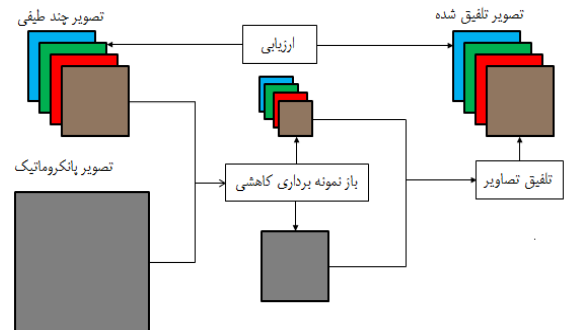 تصویر تلفیق شده
ارزیابی
تصویر چند طیفی
تصویر پانکروماتیک
باز نمونه برداری کاهشی
تلفیق تصاویر